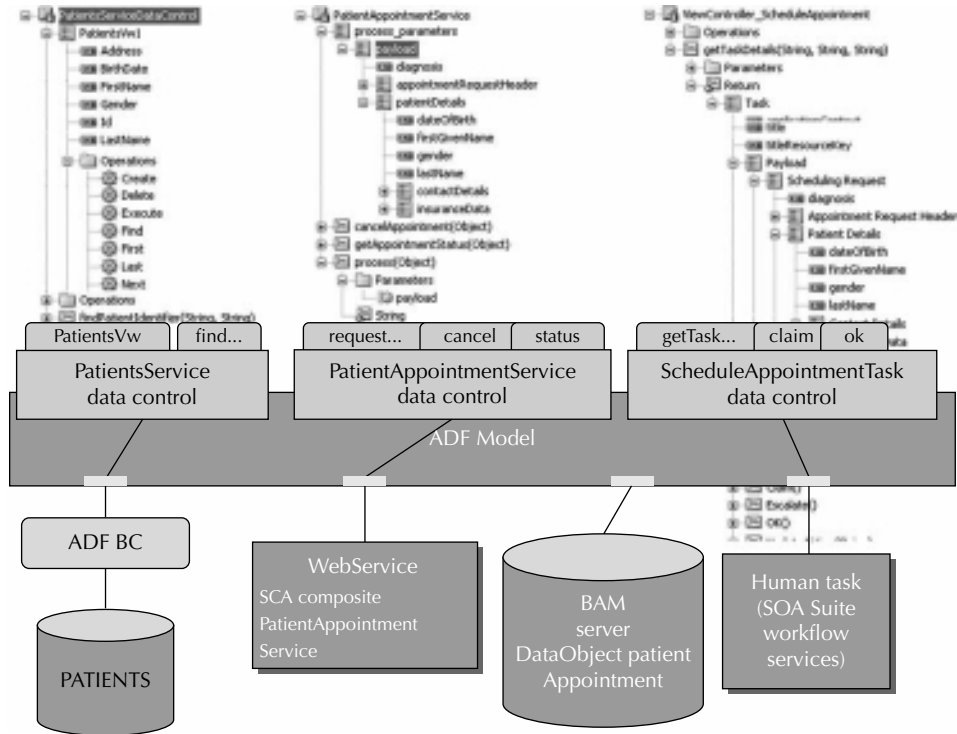 PatientsServiceDataControl
PatientsVw1
Address
BirthDate
FirstName
Gender
Id
LastName
Operations
Create
Delete
Execute
Find
First
Last
Next
Operations
findPatientIdentifier(String, String)
PatientAppointmentService
process_parameters
payload
diagnosis
appointmentRequestHeader
patientDetails
dateOfBirth
firstGivenName
gender
lastName
contactDetails
insuranceData
cancelAppointment(Object)
getAppointmentStatus(Object)
process(Object)
Parameters
payload
String
ViewController_ScheduleAppointment
Operations
getTaskDetails(String, String, String)
Parameters
Return
Task
title
titleResourceKey
Payload
Scheduling Request
diagnosis
Appointment Request Header
Patient Details
dateOfBirth
firstGivenName
gender
lastName
PatientsVw
find...
request...
cancel
status
getTask...
claim
ok
PatientsService
data control
PatientAppointmentService
data control
ScheduleAppointmentTask
data control
ADF Model
Escalate()
OK()
ADF BC
PATIENTS
WebService
SCA composite
PatientAppointment
Service
BAM
server
DataObject patient
Appointment
Human task
(SOA Suite
workflow
services)